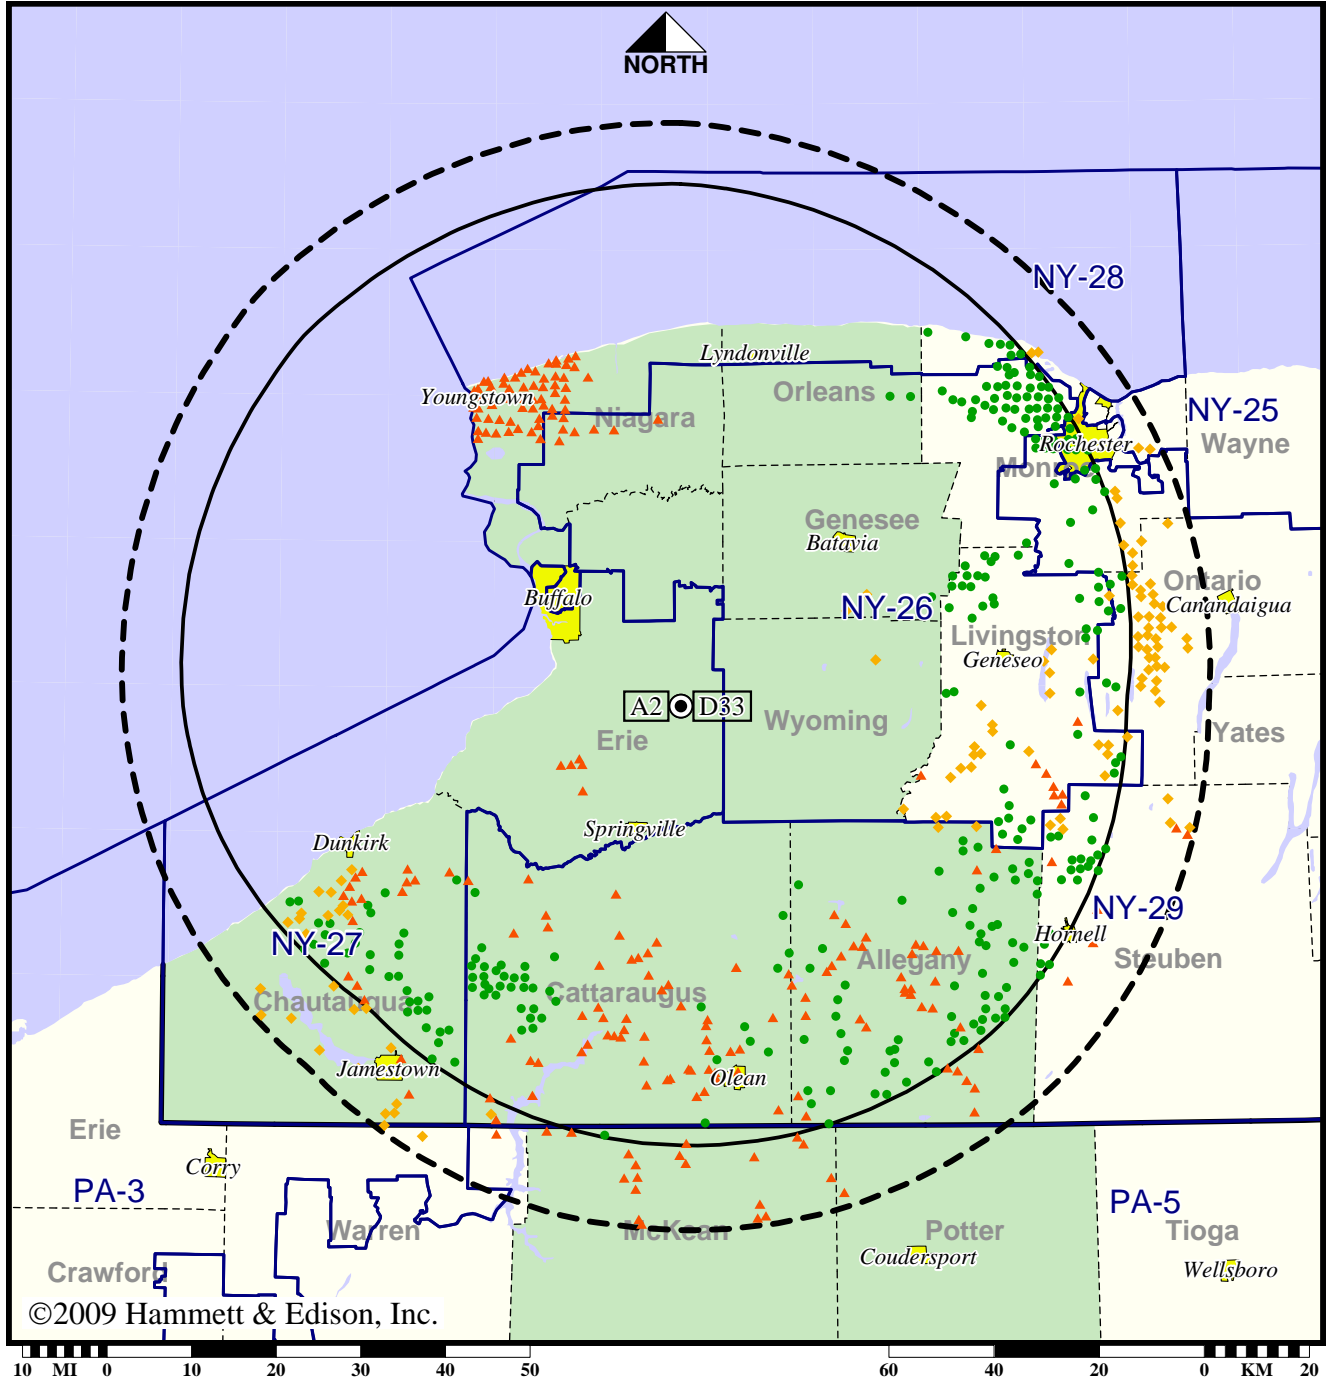 NORTH
NY-28
Lyndonville
Orleans
Youngstown
Niagara
NY-25
Rochester
Wayne
Monroe
Genesee
Batavia
Ontario
Buffalo
NY-26
Canandaigua
Livingston
Geneseo
A2
D33
Wyoming
Erie
Yates
Springville
Dunkirk
NY-29
NY-27
Hornell
Allegany
Steuben
Cattaraugus
Chautauqua
Jamestown
Olean
Erie
Corry
PA-3
PA-5
Warren
McKean
Potter
Tioga
Coudersport
Crawford
Wellsboro
©2009 Hammett & Edison, Inc.
10 MI 0 10 20 30 40 50
60 40 20 0 KM 20